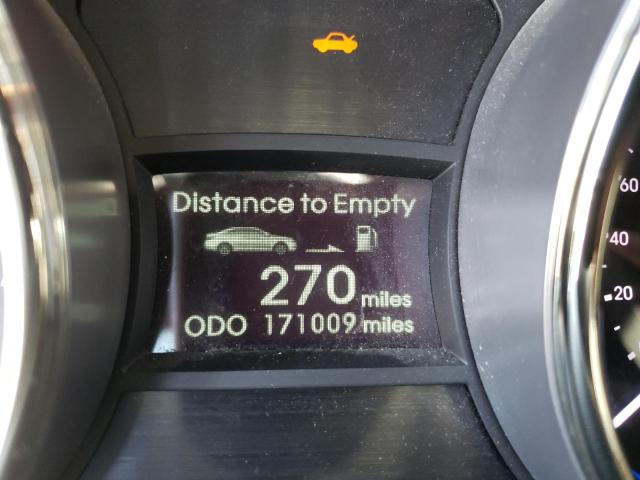 Distance to Empty
270 miles
ODO 171009 miles
60
40
20